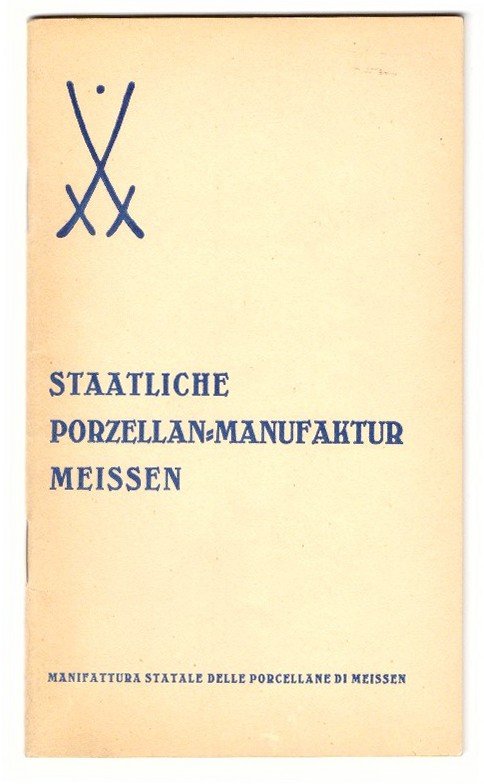 STAATLICHE
PORZELLAN=MANUFAKTUR
MEISSEN
MANIFATTURA STATALE DELLE PORCELLANE DI MEISSEN